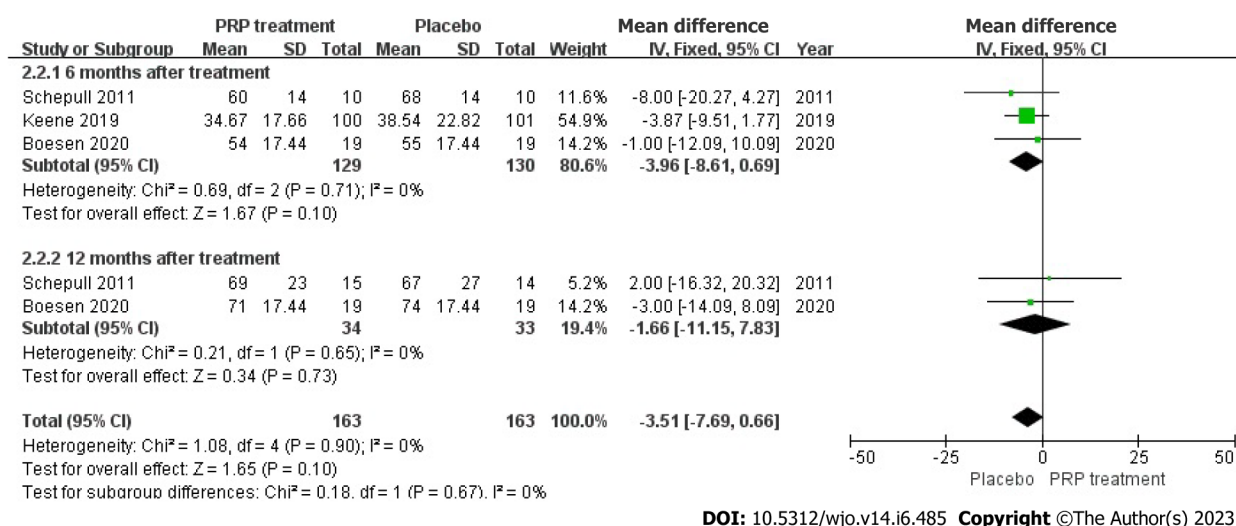 PRP treatment Placebo Mean difference Mean difference
Study or Subgroup Mean SD Total Mean SD Total Weight IV, Fixed, 95% CI Year IV, Fixed, 95% CI
2.2.1 6 months after treatment
Schepull 2011 60 14 10 68 14 10 11.6% -8.00 [-20.27, 4.27] 2011
Keene 2019 34.67 17.66 100 38.54 22.82 101 54.9% -3.87 [-9.51, 1.77] 2019
Boesen 2020 54 17.44 19 55 17.44 19 14.2% -1.00 [-12.09, 10.09] 2020
Subtotal (95% CI) 129 130 80.6% -3.96 [-8.61, 0.69]
Heterogeneity: Chi² = 0.69, df = 2 (P = 0.71); I² = 0%
Test for overall effect: Z = 1.67 (P = 0.10)
2.2.2 12 months after treatment
Schepull 2011 69 23 15 67 27 14 5.2% 2.00 [-16.32, 20.32] 2011
Boesen 2020 71 17.44 19 74 17.44 19 14.2% -3.00 [-14.09, 8.09] 2020
Subtotal (95% CI) 34 33 19.4% -1.66 [-11.15, 7.83]
Heterogeneity: Chi² = 0.21, df = 1 (P = 0.65); I² = 0%
Test for overall effect: Z = 0.34 (P = 0.73)
Total (95% CI) 163 163 100.0% -3.51 [-7.69, 0.66]
Heterogeneity: Chi² = 1.08, df = 4 (P = 0.90); I² = 0%
Test for overall effect: Z = 1.65 (P = 0.10)
Test for subgroup differences: Chi² = 0.18, df = 1 (P = 0.67), I² = 0%
-50 -25 0 25 50
Placebo PRP treatment
DOI: 10.5312/wjo.v14.i6.485 Copyright ©The Author(s) 2023